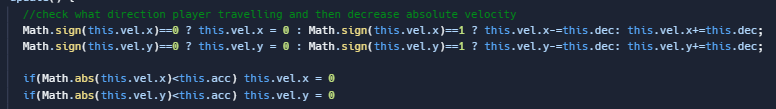 //check what direction player travelling and then decrease absolute velocity
Math.sign(this.vel.x)==0 ? this.vel.x = 0 : Math.sign(this.vel.x)==1 ? this.vel.x-=this.dec: this.vel.x+=this.dec;
Math.sign(this.vel.y)==0 ? this.vel.y = 0 : Math.sign(this.vel.y)==1 ? this.vel.y-=this.dec: this.vel.y+=this.dec;
if(Math.abs(this.vel.x)<this.acc) this.vel.x = 0
if(Math.abs(this.vel.y)<this.acc) this.vel.y = 0